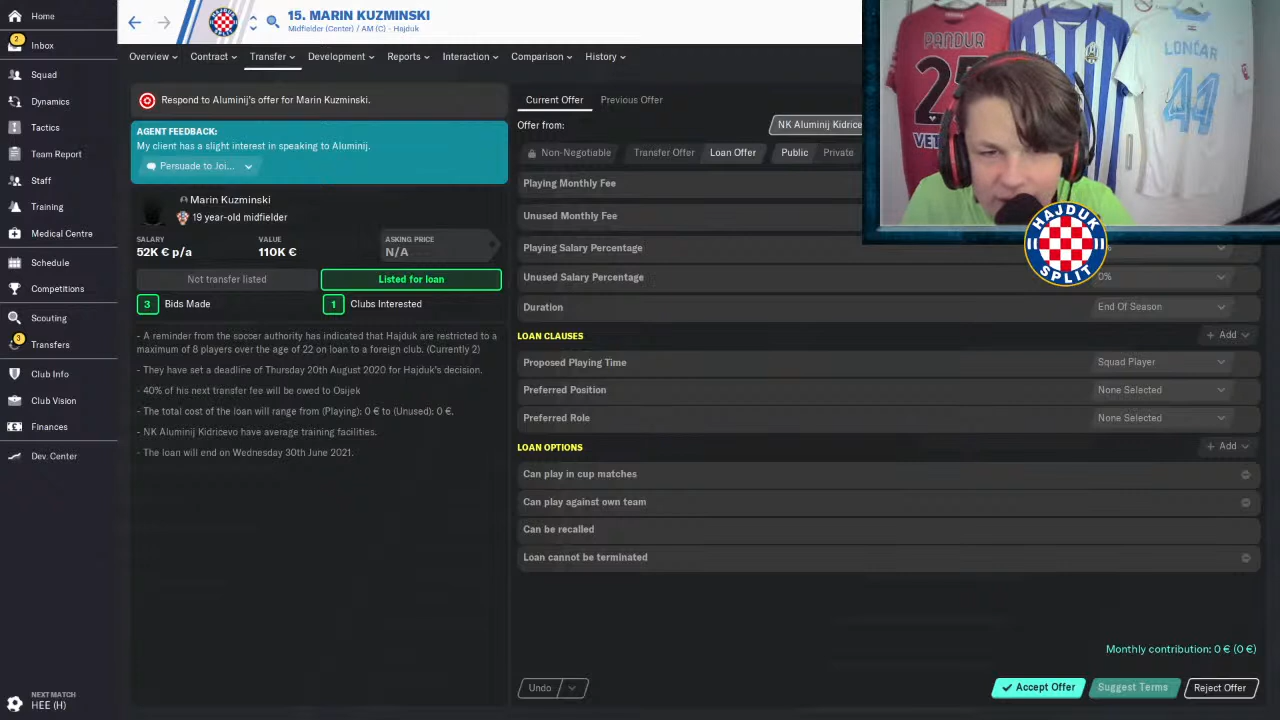 Home
Inbox
2
Squad
Dynamics
Tactics
Team Report
Staff
Training
Medical Centre
Schedule
Competitions
Scouting
Transfers
3
Club Info
Club Vision
Finances
Dev. Center
NEXT MATCH
HEE (H)
15. MARIN KUZMINSKI
Midfielder (Center) / AM (C) - Hajduk
Overview Contract Transfer Development Reports Interaction Comparison History
Respond to Aluminij's offer for Marin Kuzminski.
AGENT FEEDBACK:
My client has a slight interest in speaking to Aluminij.
Persuade to Joi...
Marin Kuzminski
19 year-old midfielder
SALARY VALUE ASKING PRICE
52K € p/a 110K € N/A
Not transfer listed Listed for loan
3 Bids Made 1 Clubs Interested
- A reminder from the soccer authority has indicated that Hajduk are restricted to a
maximum of 8 players over the age of 22 on loan to a foreign club. (Currently 2)
- They have set a deadline of Thursday 20th August 2020 for Hajduk's decision.
- 40% of his next transfer fee will be owed to Osijek
- The total cost of the loan will range from (Playing): 0 € to (Unused): 0 €.
- NK Aluminij Kidricevo have average training facilities.
- The loan will end on Wednesday 30th June 2021.
Current Offer Previous Offer
Offer from: NK Aluminij Kidrice
Non-Negotiable Transfer Offer Loan Offer Public Private
Playing Monthly Fee
Unused Monthly Fee
Playing Salary Percentage
Unused Salary Percentage 0%
Duration End Of Season
LOAN CLAUSES + Add
Proposed Playing Time Squad Player
Preferred Position None Selected
Preferred Role None Selected
LOAN OPTIONS + Add
Can play in cup matches
Can play against own team
Can be recalled
Loan cannot be terminated
Monthly contribution: 0 € (0 €)
Undo
Accept Offer Suggest Terms Reject Offer
PANDUR
25
LONČAR
44
HAJDUK
SPLIT